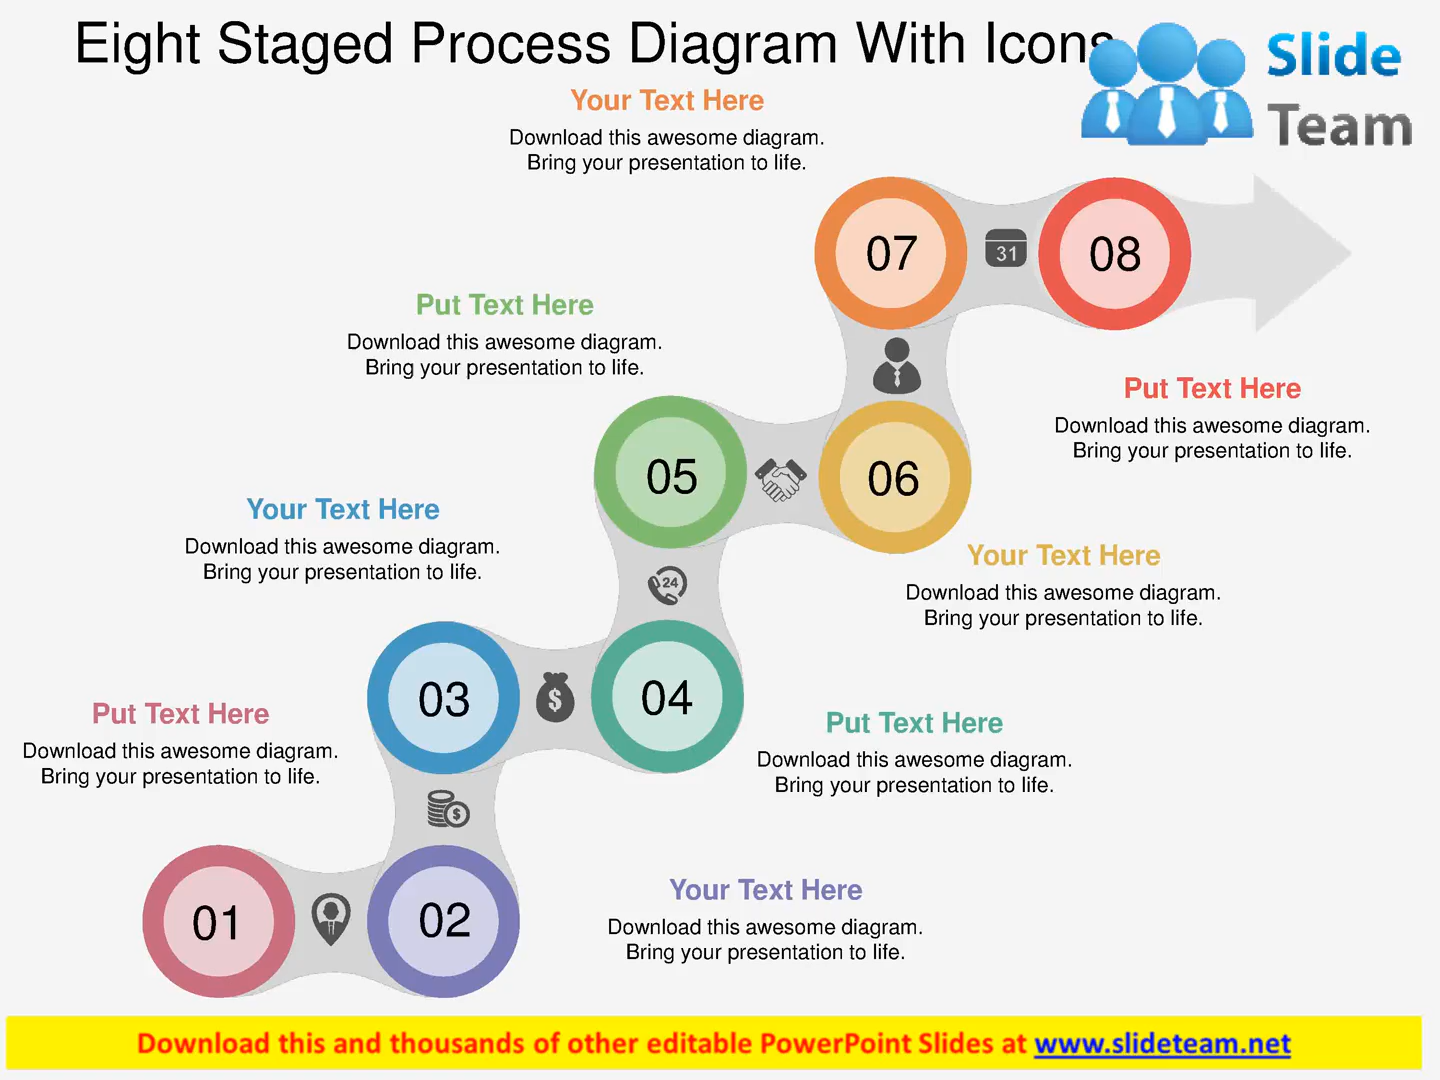 Eight Staged Process Diagram With Icons
Slide
Team
Your Text Here
Download this awesome diagram.
Bring your presentation to life.
07
31
08
Put Text Here
Download this awesome diagram.
Bring your presentation to life.
Put Text Here
Download this awesome diagram.
Bring your presentation to life.
05
06
Your Text Here
Download this awesome diagram.
Bring your presentation to life.
Your Text Here
Download this awesome diagram.
Bring your presentation to life.
24
03
$
04
Put Text Here
Download this awesome diagram.
Bring your presentation to life.
Put Text Here
Download this awesome diagram.
Bring your presentation to life.
$
01
02
Your Text Here
Download this awesome diagram.
Bring your presentation to life.
Download this and thousands of other editable PowerPoint Slides at www.slideteam.net